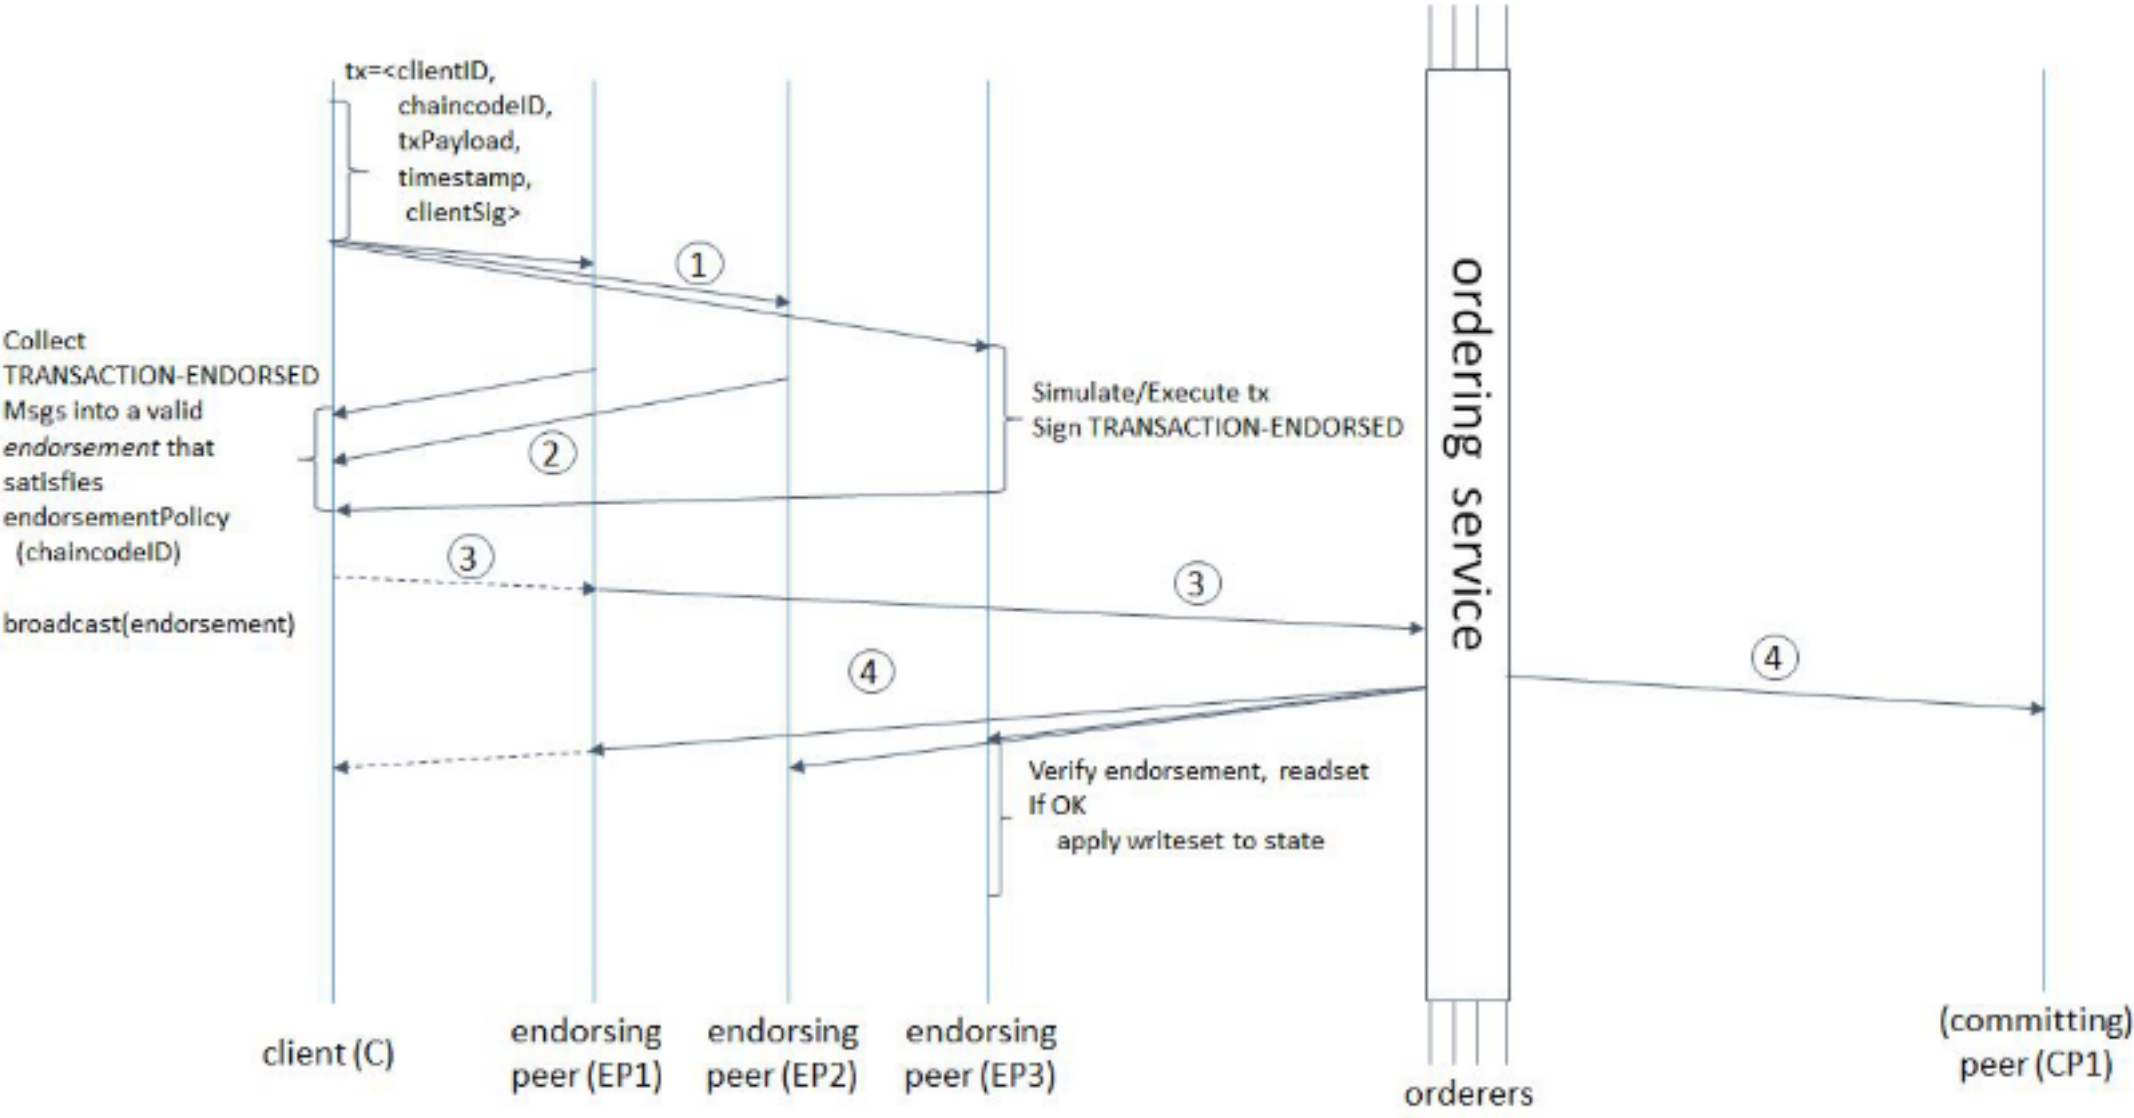 tx=<clientID,
chaincodeID,
txPayload,
timestamp,
clientSig>
1
Collect
TRANSACTION-ENDORSED
Msgs into a valid
endorsement that
satisfies
endorsementPolicy
(chaincodeID)
2
Simulate/Execute tx
Sign TRANSACTION-ENDORSED
ordering service
3
3
broadcast(endorsement)
4
4
Verify endorsement, readset
If OK
apply writeset to state
client (C)
endorsing
peer (EP1)
endorsing
peer (EP2)
endorsing
peer (EP3)
orderers
(committing)
peer (CP1)